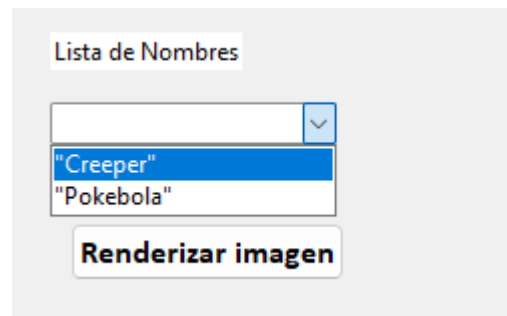 Lista de Nombres
"Creeper"
"Pokebola"
Renderizar imagen